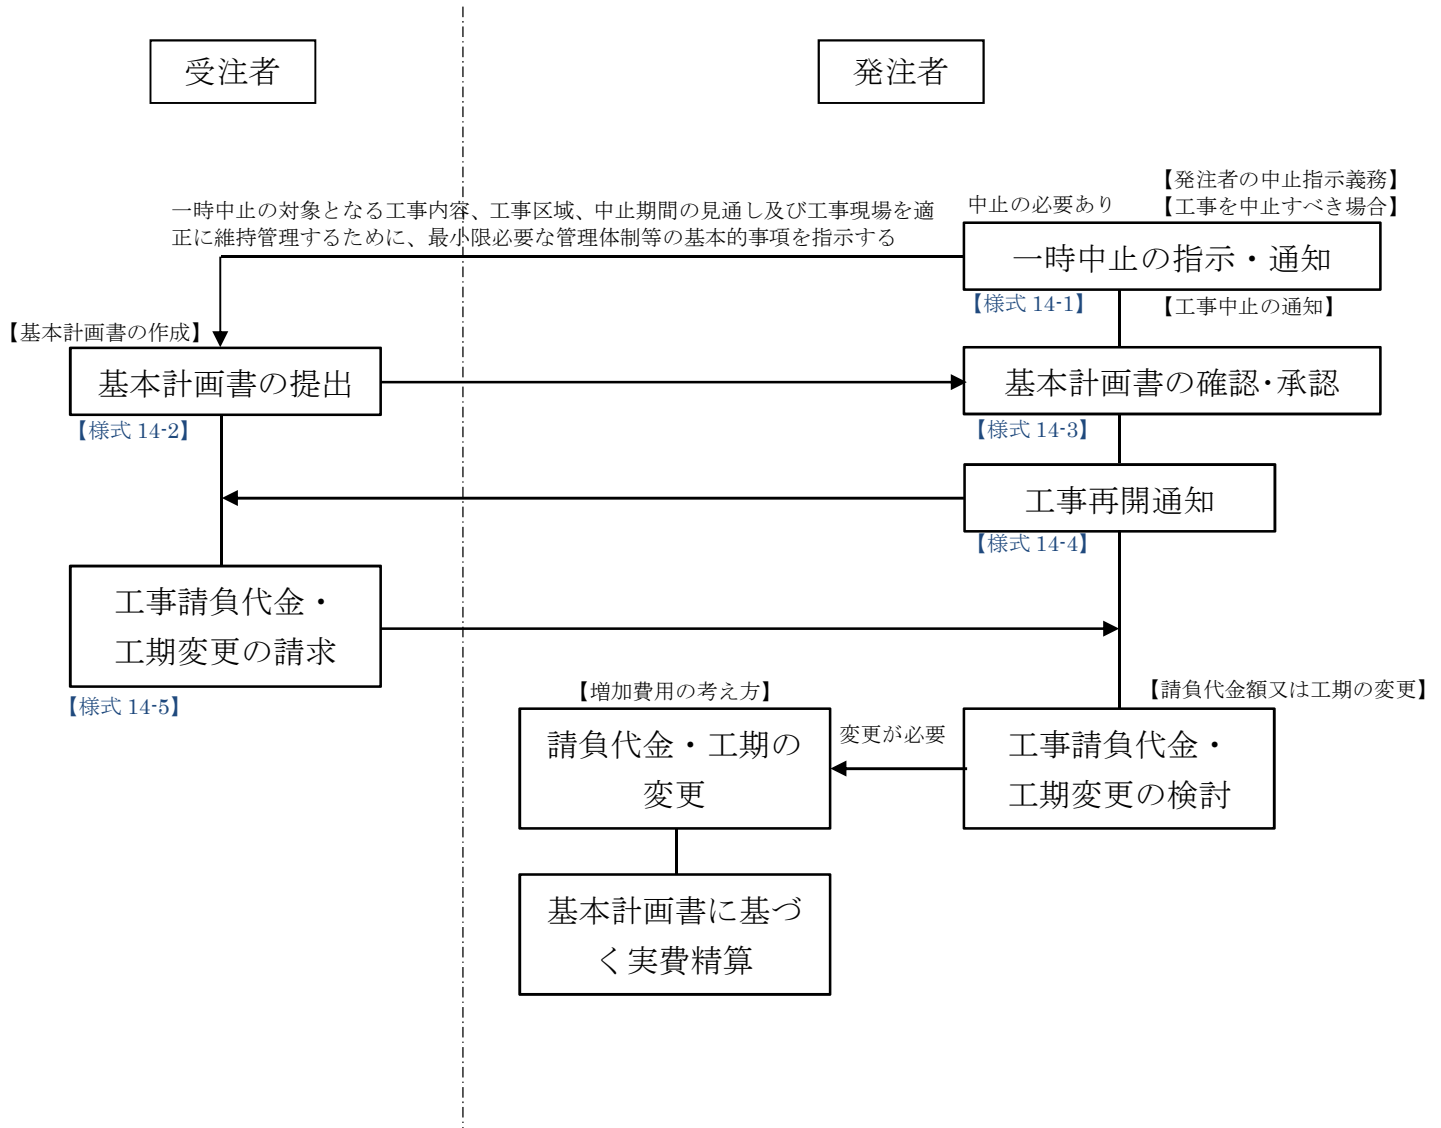 受注者
発注者
【発注者の中止指示義務】
中止の必要あり
【工事を中止すべき場合】
一時中止の対象となる工事内容、工事区域、中止期間の見通し及び工事現場を適
正に維持管理するために、最小限必要な管理体制等の基本的事項を指示する
一時中止の指示・通知
【様式 14-1】
【工事中止の通知】
【基本計画書の作成】
基本計画書の提出
基本計画書の確認・承認
【様式 14-2】
【様式 14-3】
工事再開通知
【様式 14-4】
工事請負代金・
工期変更の請求
【様式 14-5】
【増加費用の考え方】
【請負代金額又は工期の変更】
請負代金・工期の
変更
変更が必要
工事請負代金・
工期変更の検討
基本計画書に基づ
く実費精算